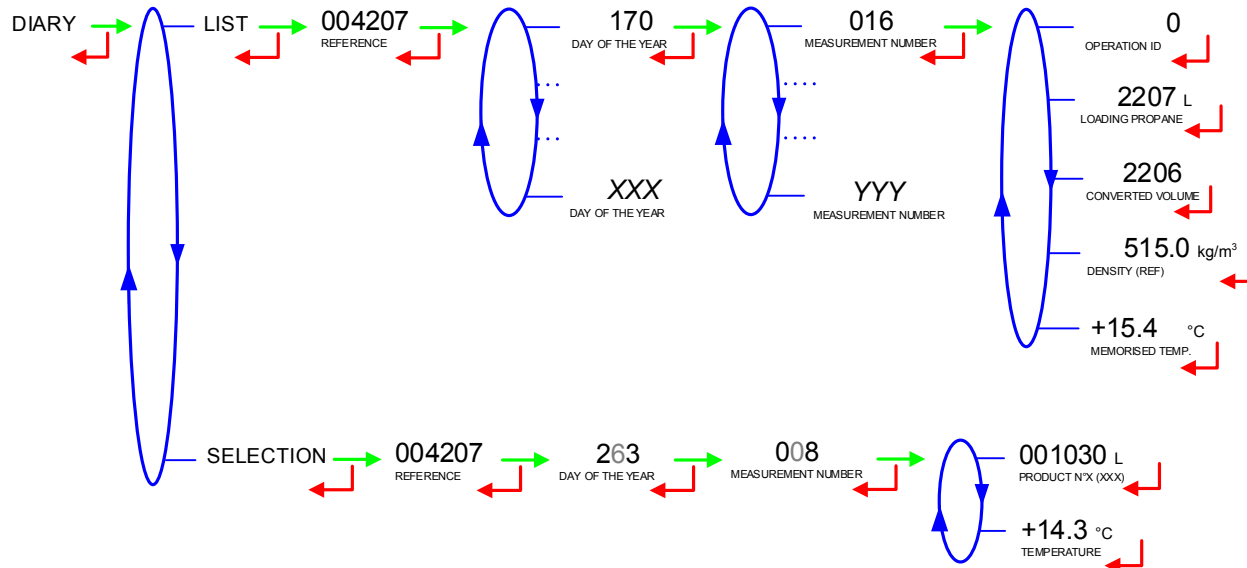 DIARY
LIST
004207
REFERENCE
170
DAY OF THE YEAR
....
....
XXX
DAY OF THE YEAR
016
MEASUREMENT NUMBER
....
....
YYY
MEASUREMENT NUMBER
0
OPERATION ID
2207 L
LOADING PROPANE
2206
CONVERTED VOLUME
515.0 kg/m³
DENSITY (REF)
+15.4 °C
MEMORISED TEMP.
SELECTION
004207
REFERENCE
263
DAY OF THE YEAR
008
MEASUREMENT NUMBER
001030 L
PRODUCT N°X (XXX)
+14.3 °C
TEMPERATURE